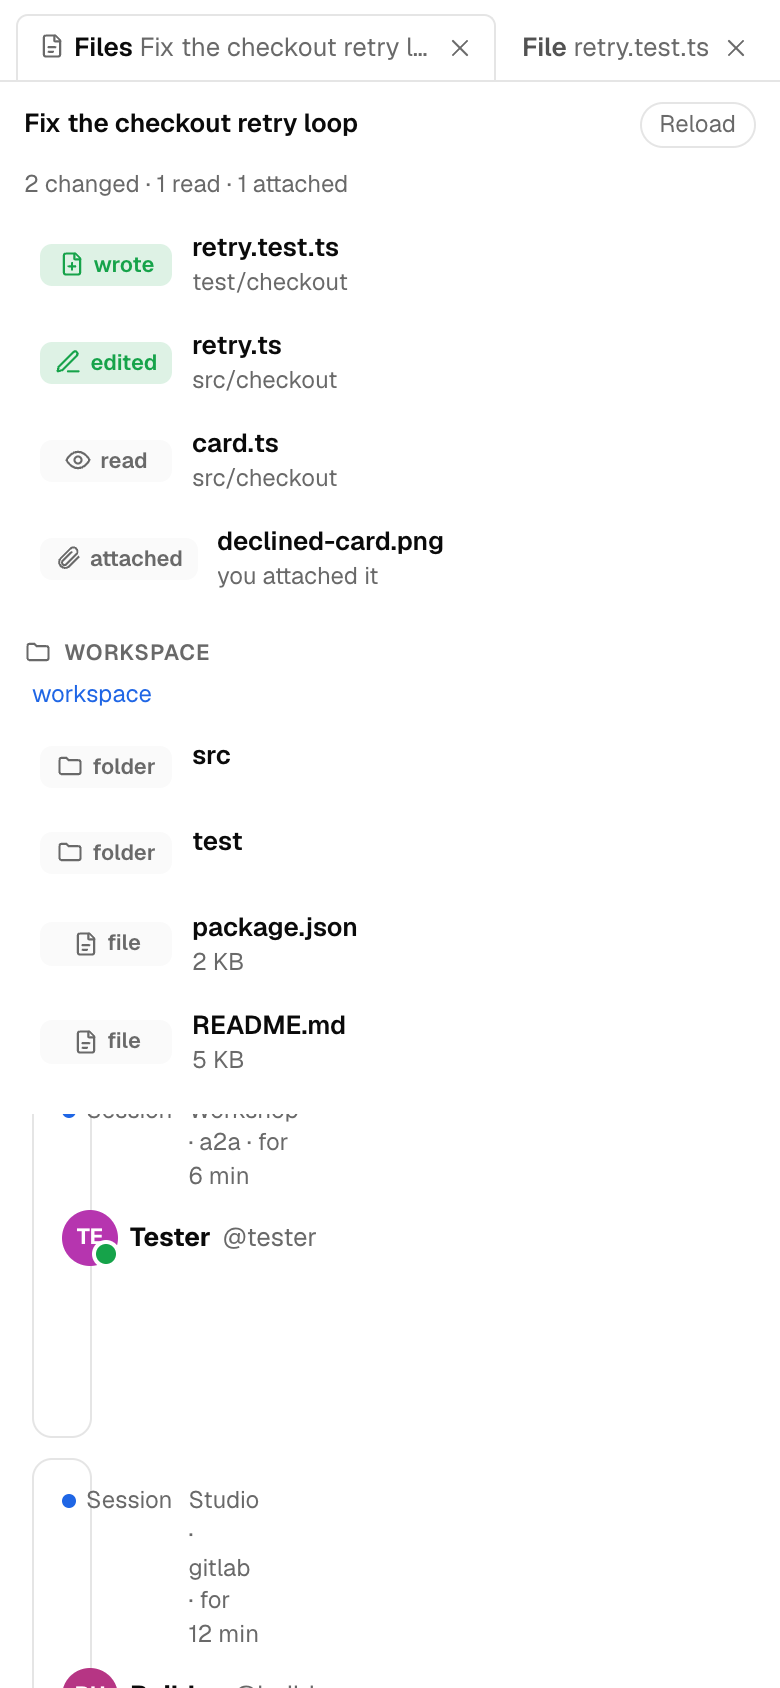 Files Fix the checkout retry l...
File retry.test.ts
Fix the checkout retry loop
Reload
2 changed · 1 read · 1 attached
wrote
retry.test.ts
test/checkout
edited
retry.ts
src/checkout
read
card.ts
src/checkout
attached
declined-card.png
you attached it
WORKSPACE
workspace
folder
src
folder
test
file
package.json
2 KB
file
README.md
5 KB
Session
Workshop
· a2a · for
6 min
TE
Tester @tester
Session
Studio
·
gitlab
· for
12 min